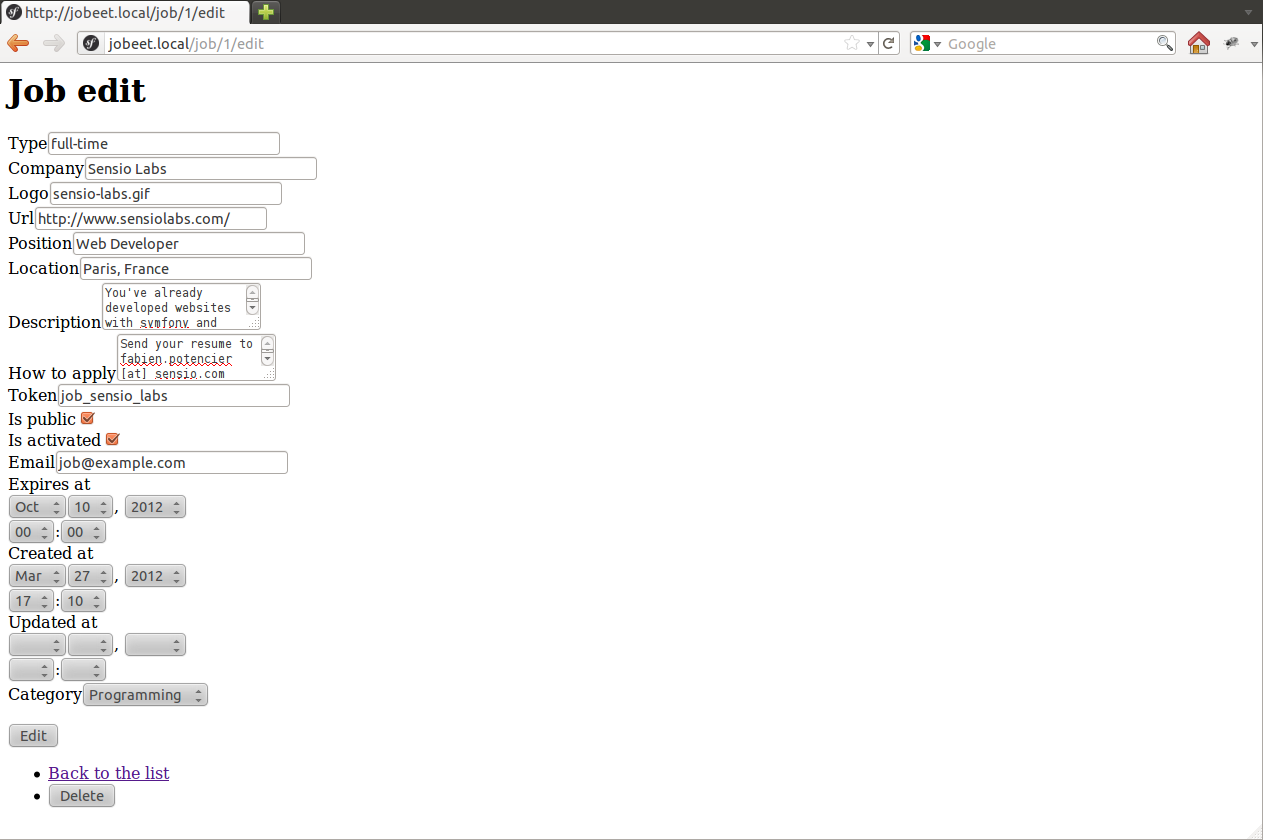 http://jobeet.local/job/1/edit
jobeet.local/job/1/edit Google
Job edit
Type full-time
Company Sensio Labs
Logo sensio-labs.gif
Url http://www.sensiolabs.com/
Position Web Developer
Location Paris, France
You've already
developed websites
Description with symfony and
Send your resume to
fabien.potencier
How to apply [at] sensio.com
Token job_sensio_labs
Is public
Is activated
Email job@example.com
Expires at
Oct 10 , 2012
00 : 00
Created at
Mar 27 , 2012
17 : 10
Updated at
,
:
Category Programming
Edit
• Back to the list
• Delete